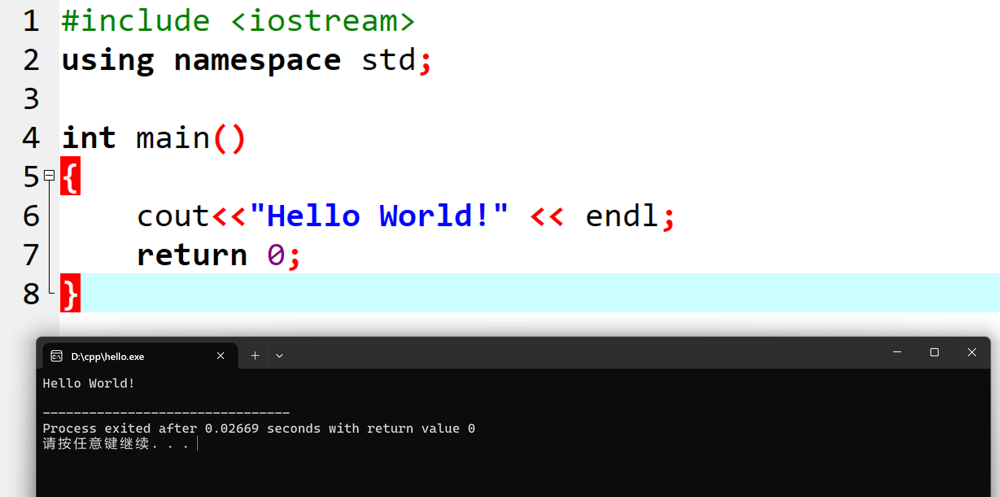 1 #include <iostream>
2 using namespace std;
3
4 int main()
5 {
6     cout<<"Hello World!" << endl;
7     return 0;
8 }
D:\cpp\hello.exe
Hello World!
--------------------------------
Process exited after 0.02669 seconds with return value 0
请按任意键继续. . .